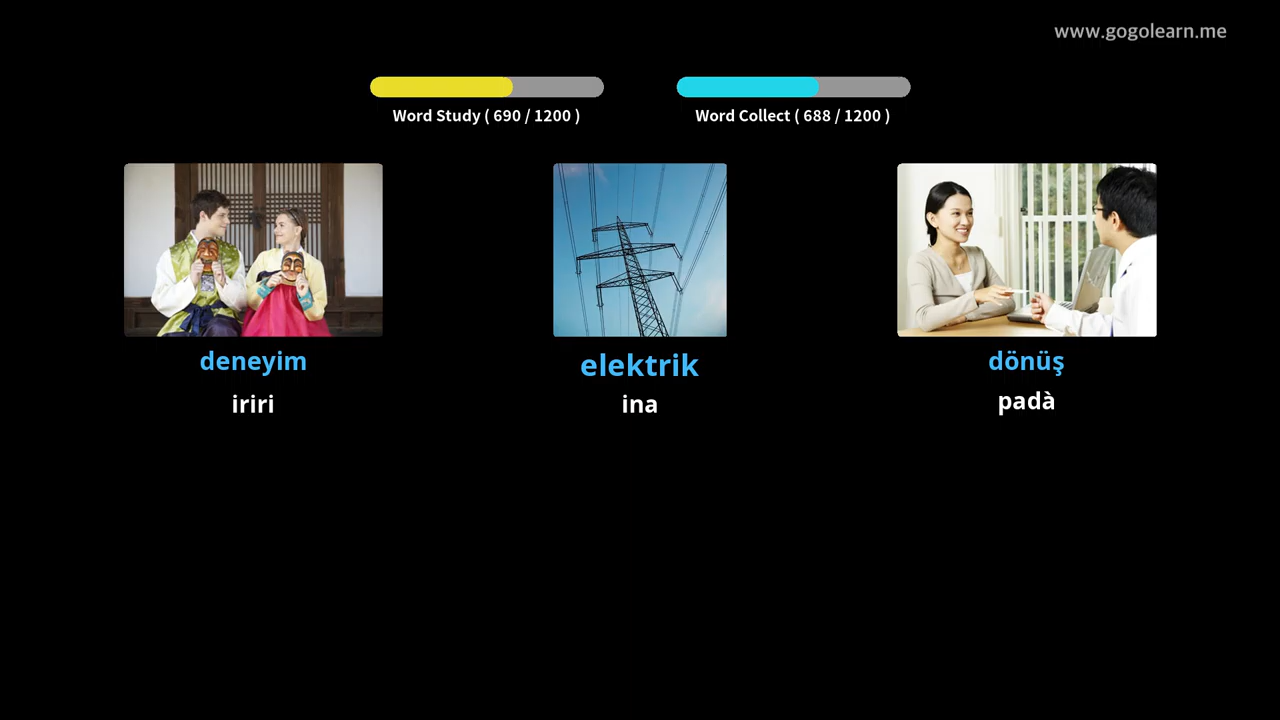 www.gogolearn.me
Word Study ( 690 / 1200 )
Word Collect ( 688 / 1200 )
deneyim
elektrik
dönüş
iriri
ina
padà